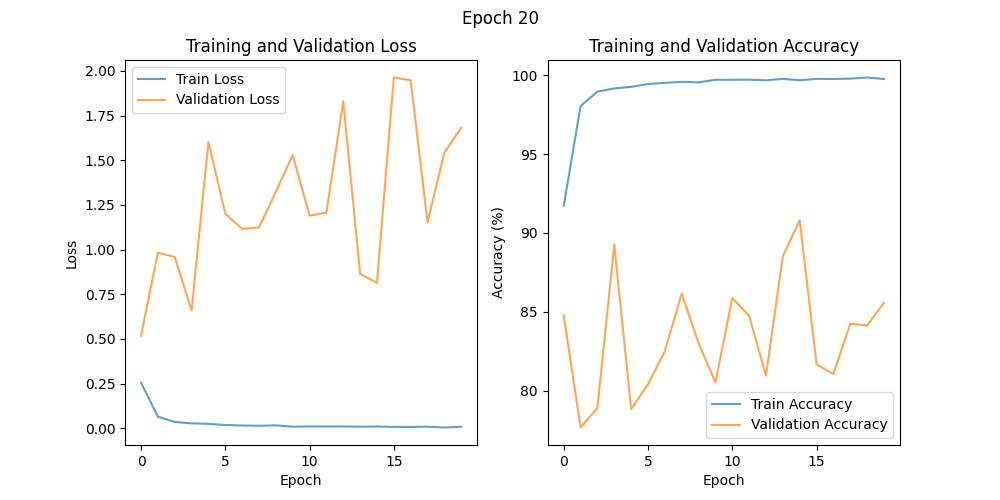 Epoch 20
Training and Validation Loss
Train Loss
Validation Loss
2.00
1.75
1.50
1.25
1.00
0.75
0.50
0.25
0.00
Loss
0
5
10
15
Epoch
Training and Validation Accuracy
100
95
90
85
80
Accuracy (%)
Train Accuracy
Validation Accuracy
0
5
10
15
Epoch